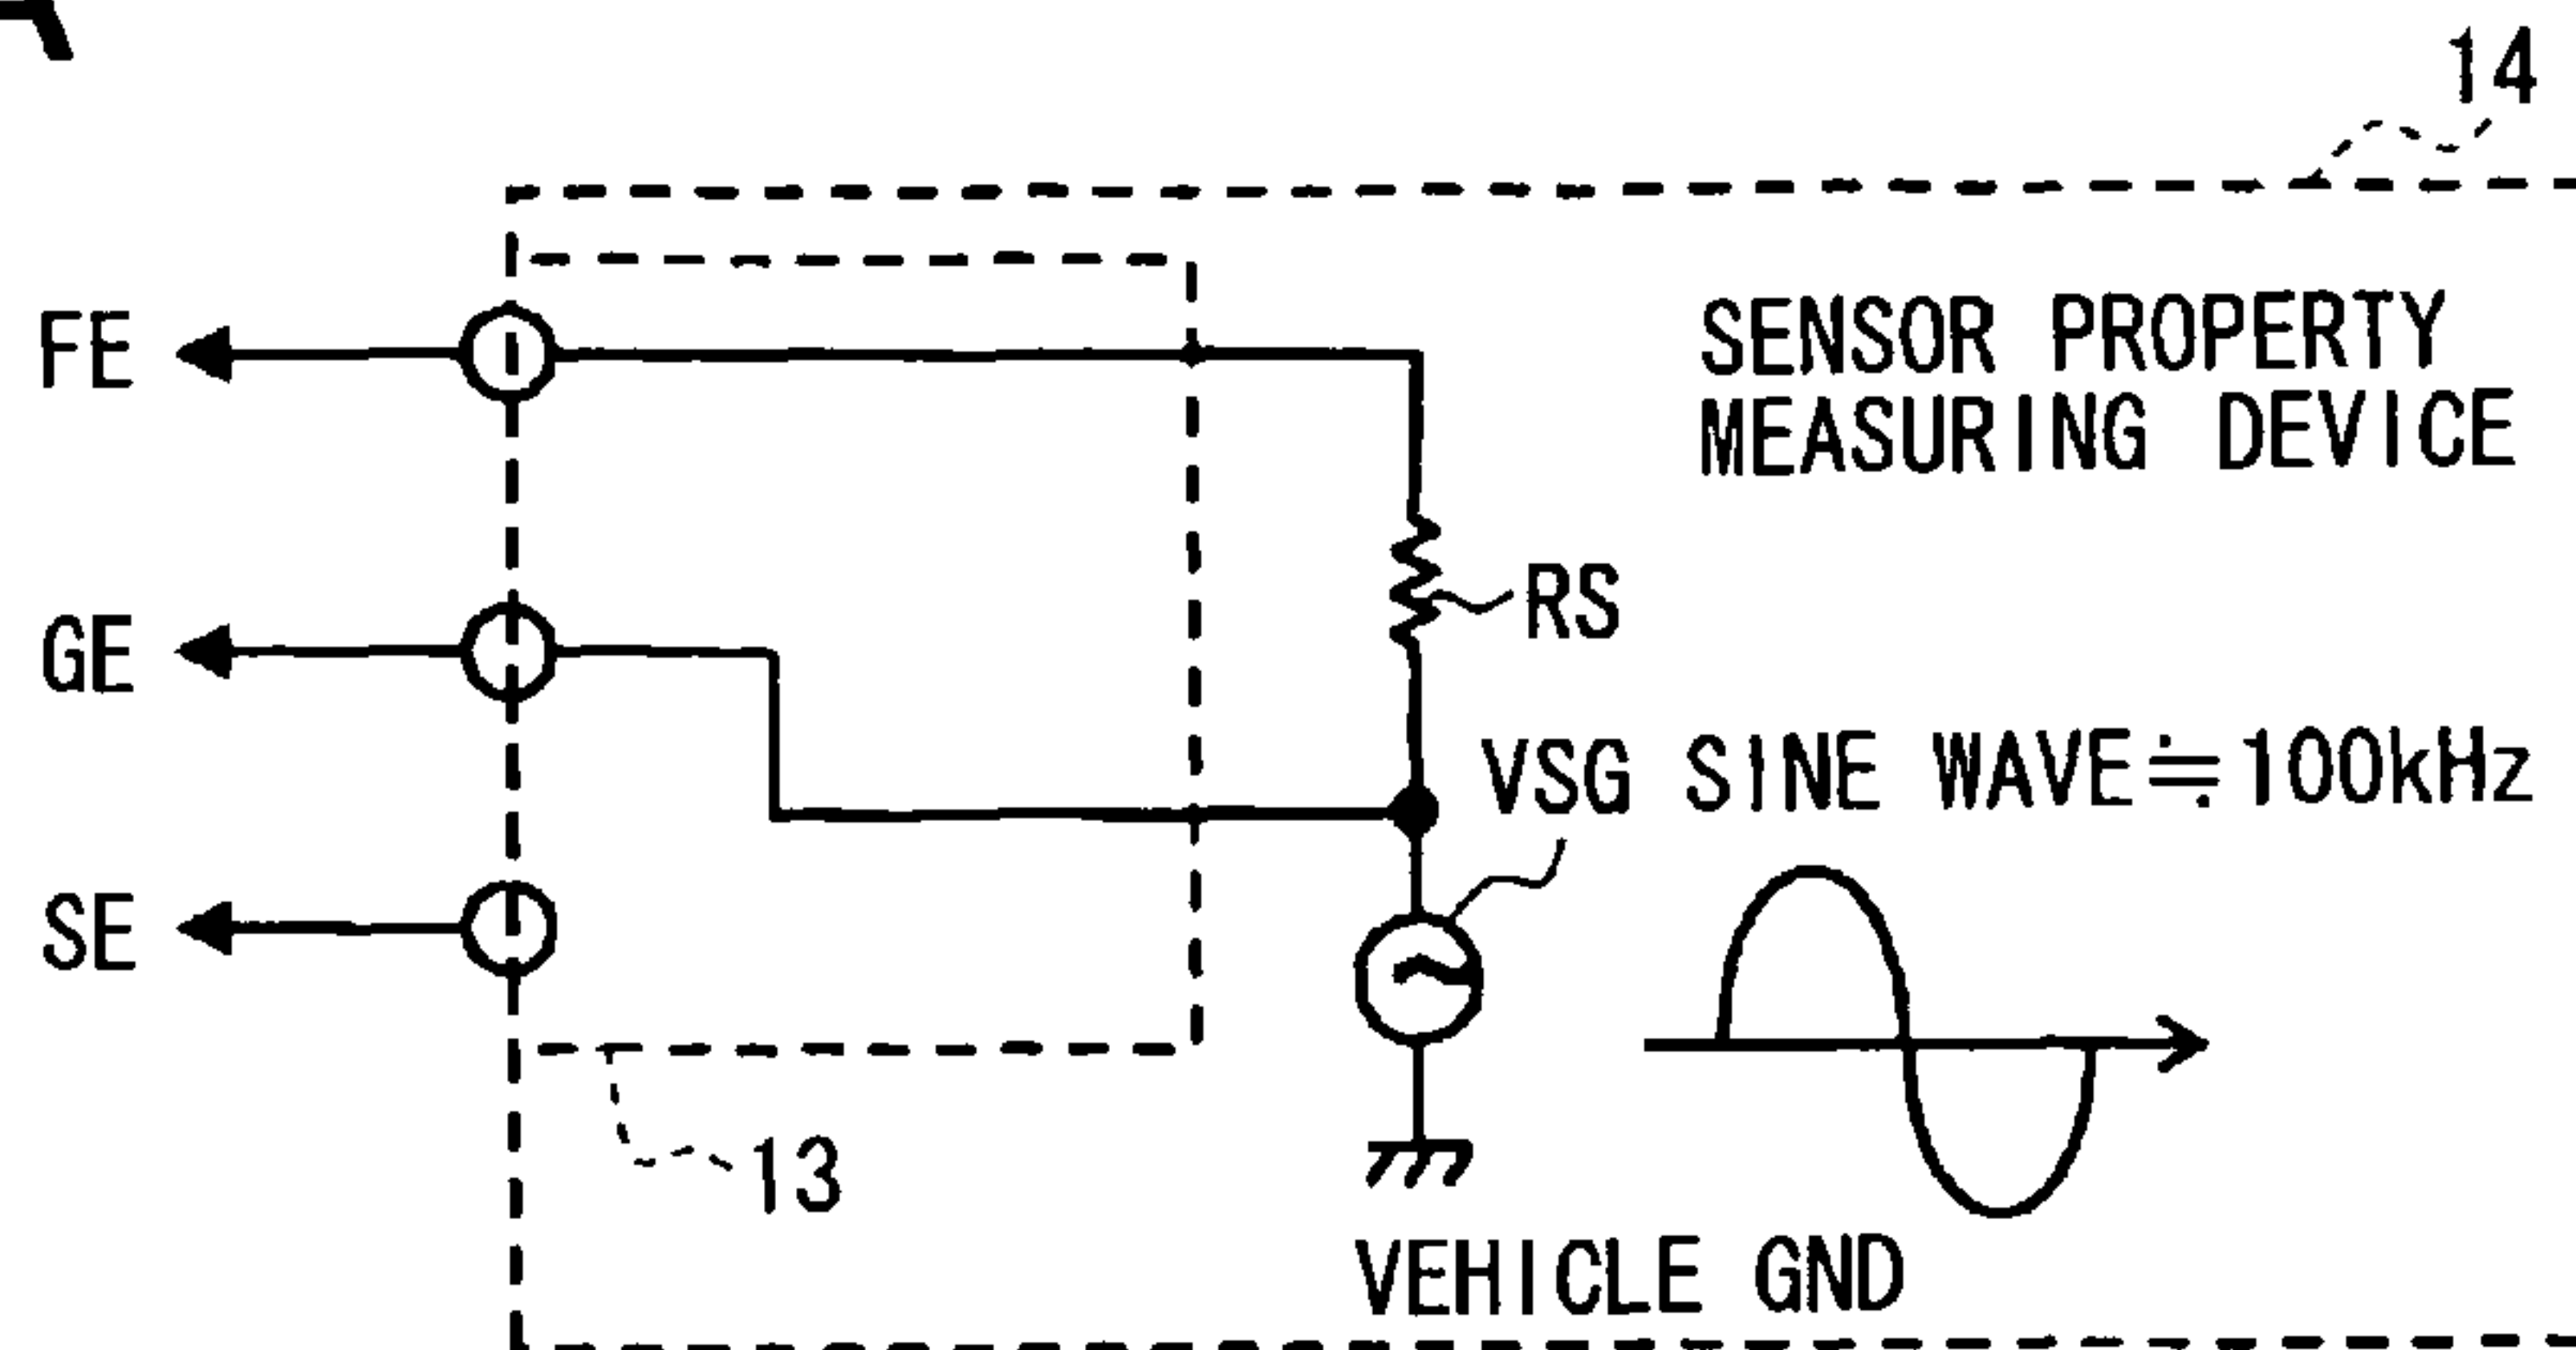 14
FE
SENSOR PROPERTY
MEASURING DEVICE
GE
RS
VSG SINE WAVE≒100kHz
SE
13
VEHICLE GND